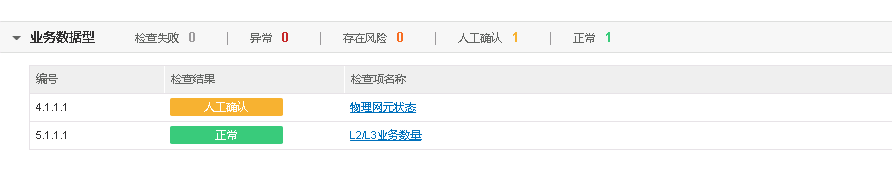 业务数据型 检查失败 0 | 异常 0 | 存在风险 0 | 人工确认 1 | 正常 1
编号 检查结果 检查项名称
4.1.1.1 人工确认 物理网元状态
5.1.1.1 正常 L2/L3业务数量